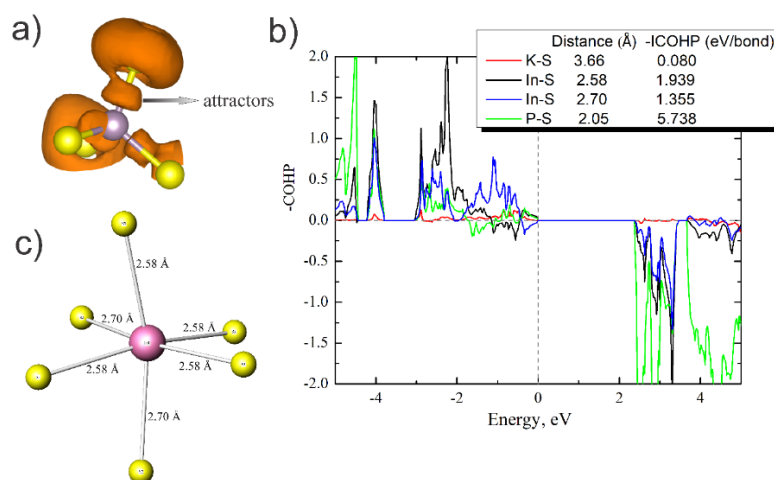 a)
attractors
b)
Distance (Å) -ICOHP (eV/bond)
K-S 3.66 0.080
In-S 2.58 1.939
In-S 2.70 1.355
P-S 2.05 5.738
2.0
1.5
1.0
0.5
0.0
-0.5
-1.0
-1.5
-2.0
-COHP
-4 -2 0 2 4
Energy, eV
c)
2.58 Å
2.70 Å
2.58 Å
2.58 Å
2.58 Å
2.70 Å